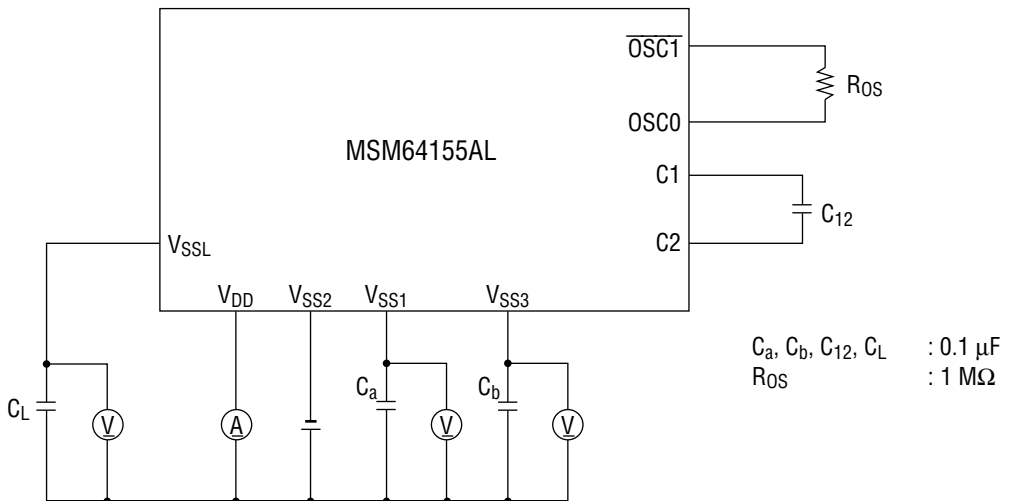 OSC1
R_OS
OSC0
MSM64155AL
C1
C_12
C2
V_SSL
V_DD
V_SS2
V_SS1
V_SS3
C_a, C_b, C_12, C_L : 0.1 μF
R_OS : 1 MΩ
C_L
V
A
C_a
V
C_b
V